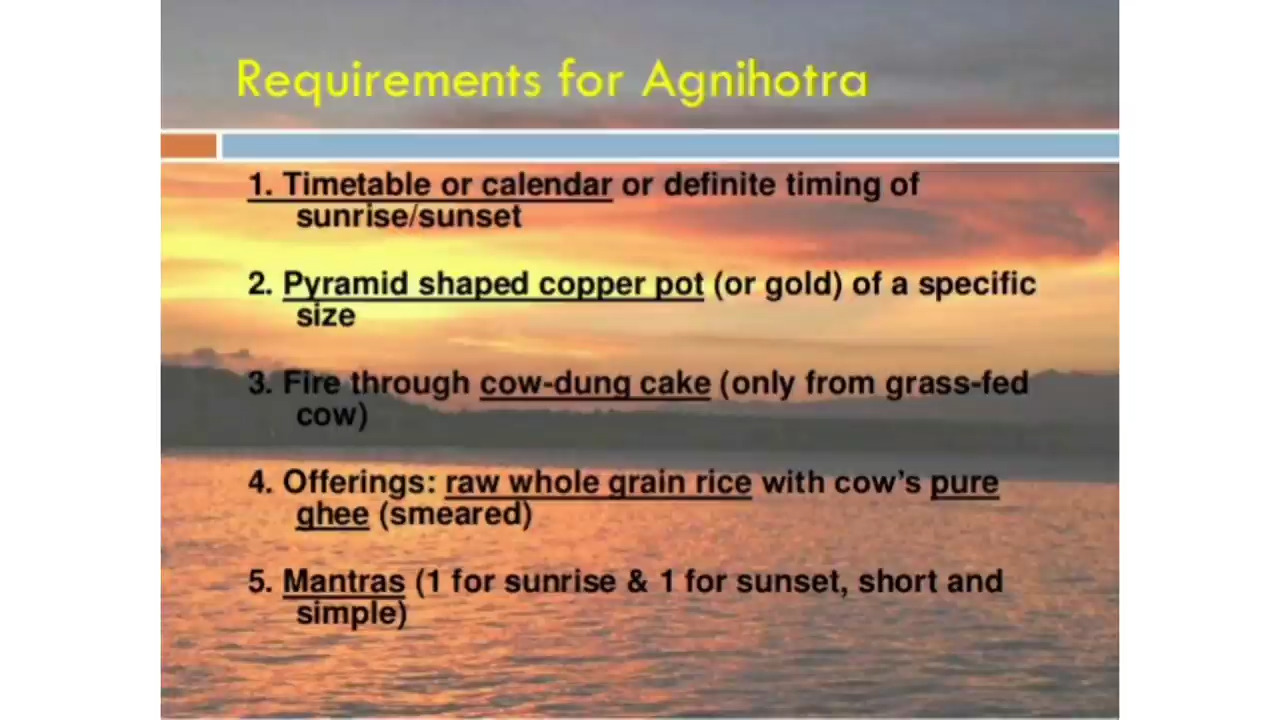 Requirements for Agnihotra
1. Timetable or calendar or definite timing of
sunrise/sunset
2. Pyramid shaped copper pot (or gold) of a specific
size
3. Fire through cow-dung cake (only from grass-fed
cow)
4. Offerings: raw whole grain rice with cow’s pure
ghee (smeared)
5. Mantras (1 for sunrise & 1 for sunset, short and
simple)